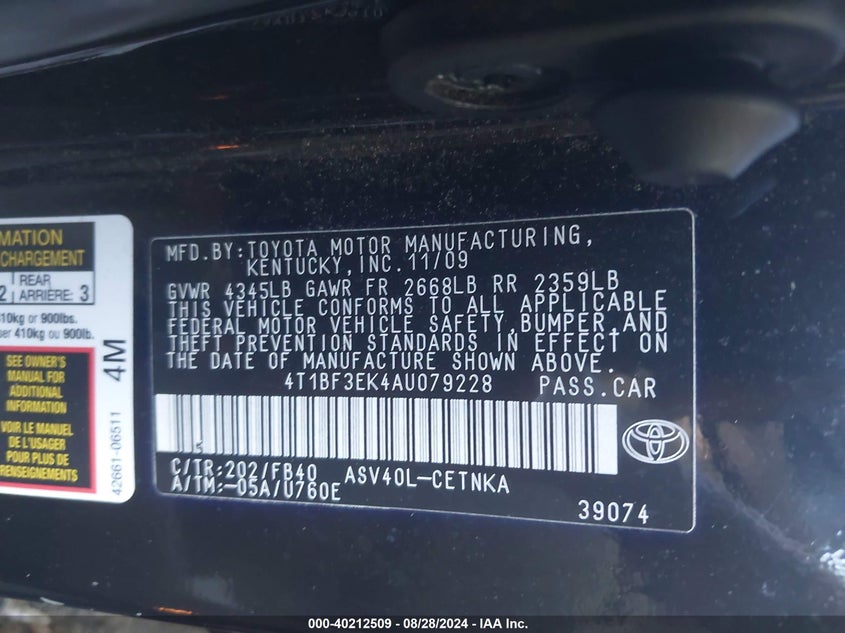 MATION
CHARGEMENT
2 REAR
ARRIÈRE: 3
410kg or 900lbs.
ser 410kg ou 900lb.
SEE OWNER'S
MANUAL FOR
ADDITIONAL
INFORMATION
VOIR LE MANUEL
DE L'USAGER
POUR PLUS DE
RENSEIGNEMENTS
4M
42661-06511
MFD.BY:TOYOTA MOTOR MANUFACTURING,
KENTUCKY,INC.11/09
GVWR 4345LB GAWR FR 2668LB RR 2359LB
THIS VEHICLE CONFORMS TO ALL APPLICABLE
FEDERAL MOTOR VEHICLE SAFETY,BUMPER,AND
THEFT PREVENTION STANDARDS IN EFFECT ON
THE DATE OF MANUFACTURE SHOWN ABOVE.
4T1BF3EK4AU079228 PASS.CAR
5
C/TR:202/FB40 ASV40L-CETNKA
A/TM:-05A/U760E
39074
000-40212509 - 08/28/2024 - IAA Inc.